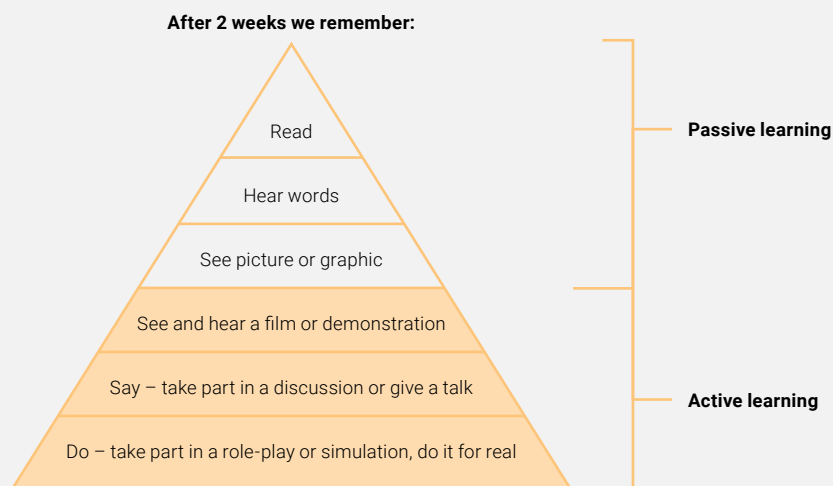 After 2 weeks we remember:
Read
Hear words
See picture or graphic
See and hear a film or demonstration
Say – take part in a discussion or give a talk
Do – take part in a role-play or simulation, do it for real
Passive learning
Active learning